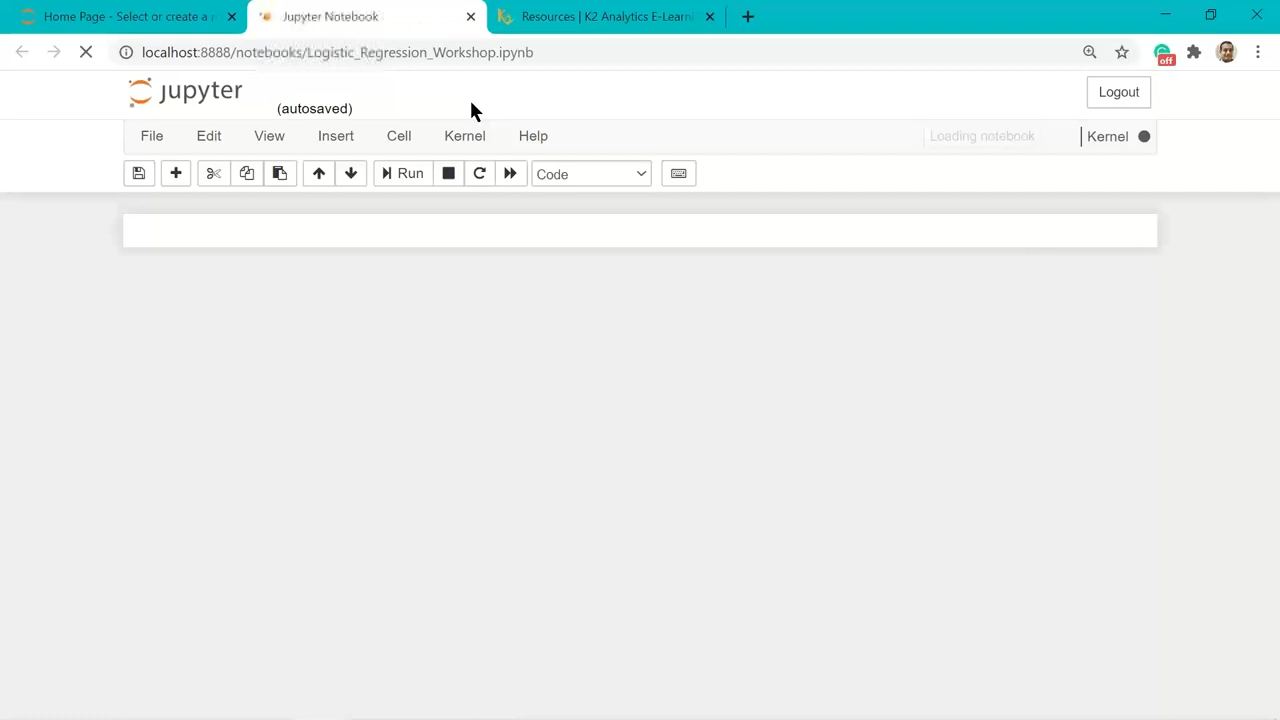 Home Page - Select or create a n
Jupyter Notebook
Resources | K2 Analytics E-Learni
localhost:8888/notebooks/Logistic_Regression_Workshop.ipynb
off
jupyter
(autosaved)
Logout
File Edit View Insert Cell Kernel Help
Loading notebook
Kernel
Run
Code